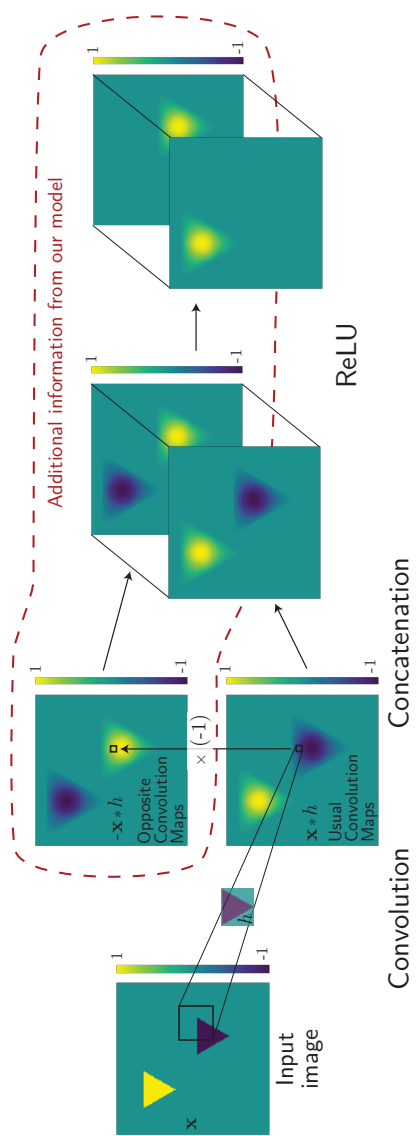 Additional information from our model
1
-1
1
-1
1
-1
1
-1
1
-1
-x∗h
Opposite
Convolution
Maps
× (-1)
x∗h
Usual
Convolution
Maps
h
x
Input
image
Convolution
Concatenation
ReLU